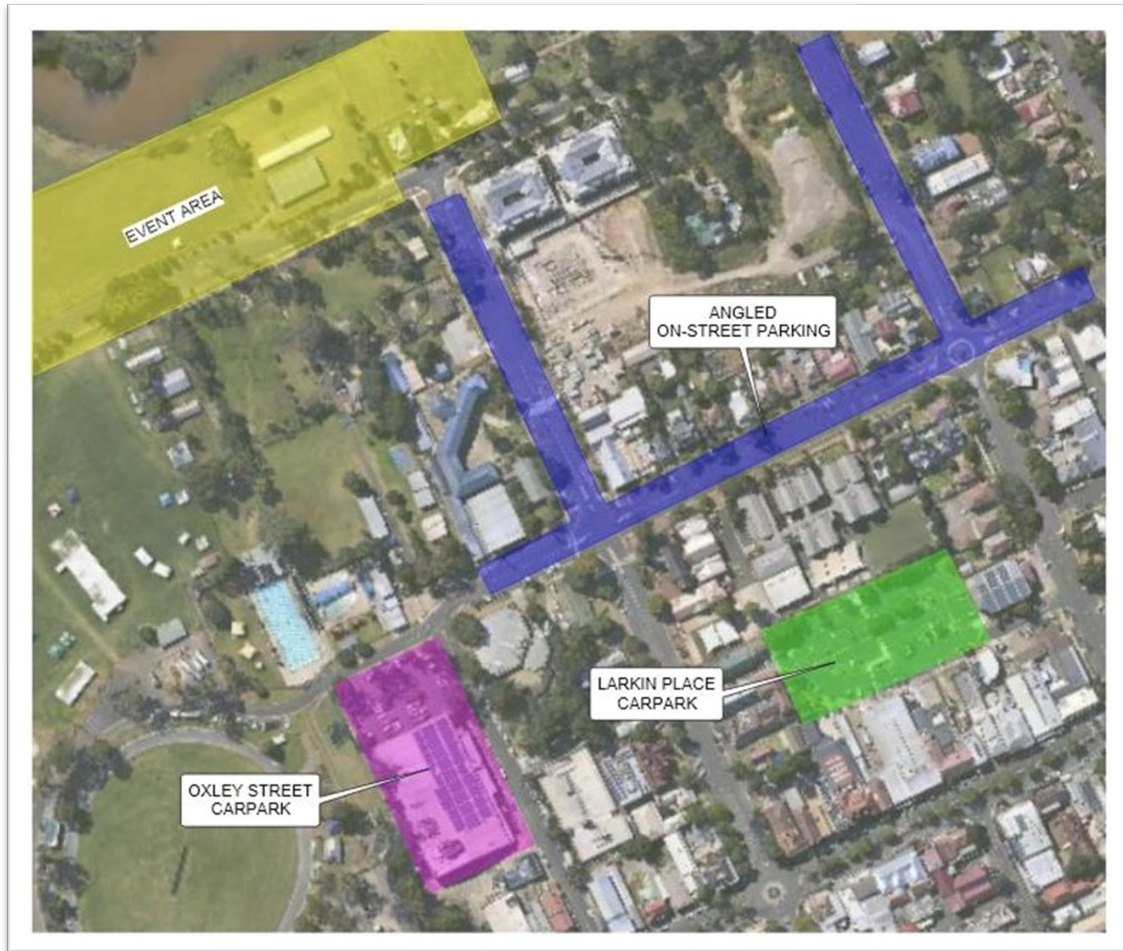 EVENT AREA
ANGLED
ON-STREET PARKING
LARKIN PLACE
CARPARK
OXLEY STREET
CARPARK